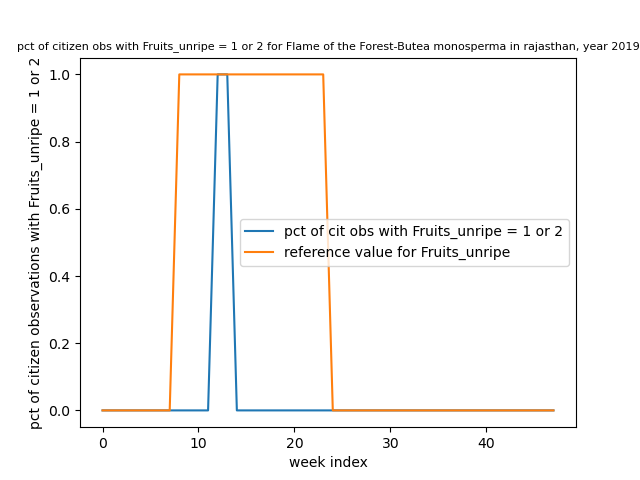 pct of citizen obs with Fruits_unripe = 1 or 2 for Flame of the Forest-Butea monosperma in rajasthan, year 2019
pct of citizen observations with Fruits_unripe = 1 or 2
1.0
0.8
0.6
0.4
0.2
0.0
pct of cit obs with Fruits_unripe = 1 or 2
reference value for Fruits_unripe
0 10 20 30 40
week index